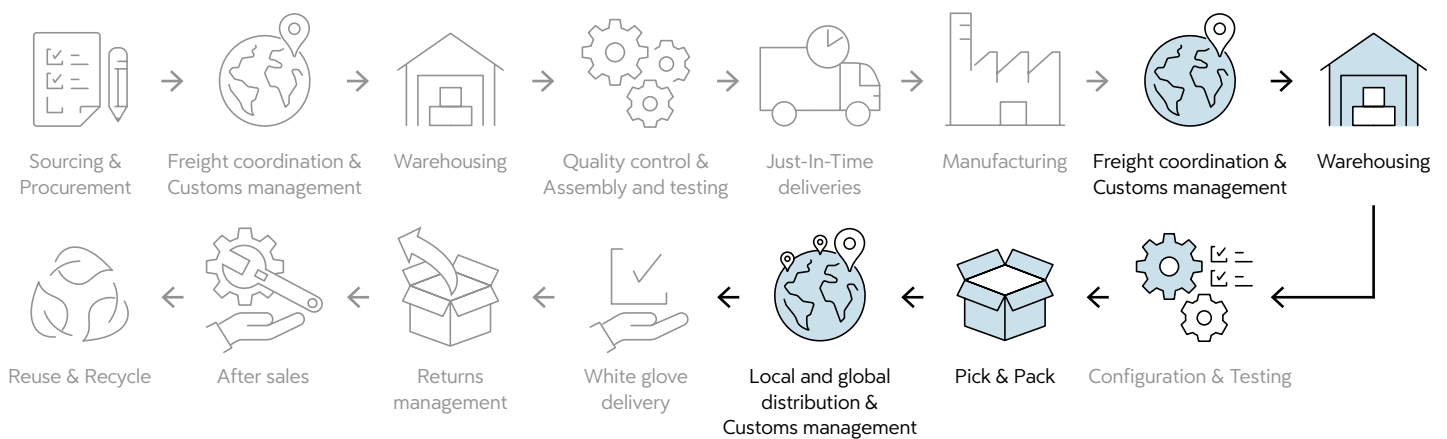 Sourcing &
Procurement
Freight coordination &
Customs management
Warehousing
Quality control &
Assembly and testing
Just-In-Time
deliveries
Manufacturing
Freight coordination &
Customs management
Warehousing
Reuse & Recycle
After sales
Returns
management
White glove
delivery
Local and global
distribution &
Customs management
Pick & Pack
Configuration & Testing